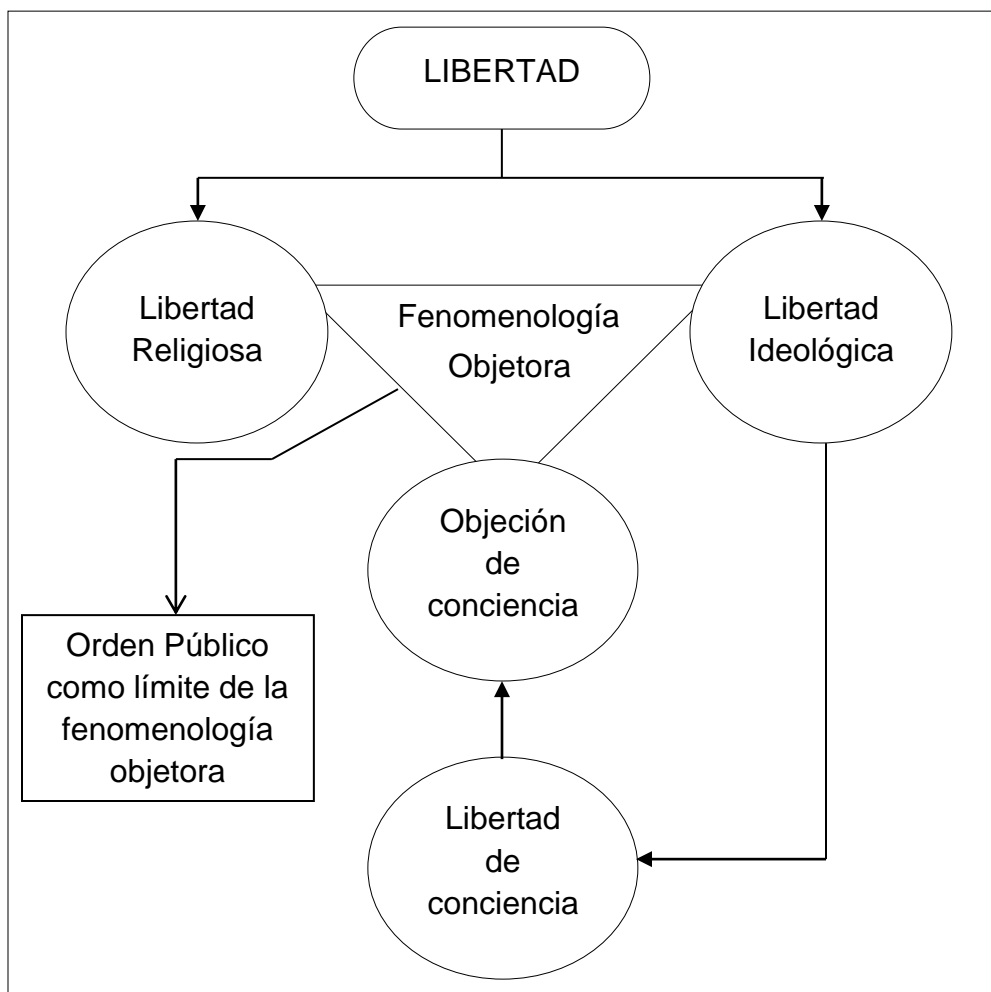 LIBERTAD
Libertad
Religiosa
Fenomenología
Objetora
Libertad
Ideológica
Objeción
de
conciencia
Orden Público
como límite de la
fenomenología
objetora
Libertad
de
conciencia